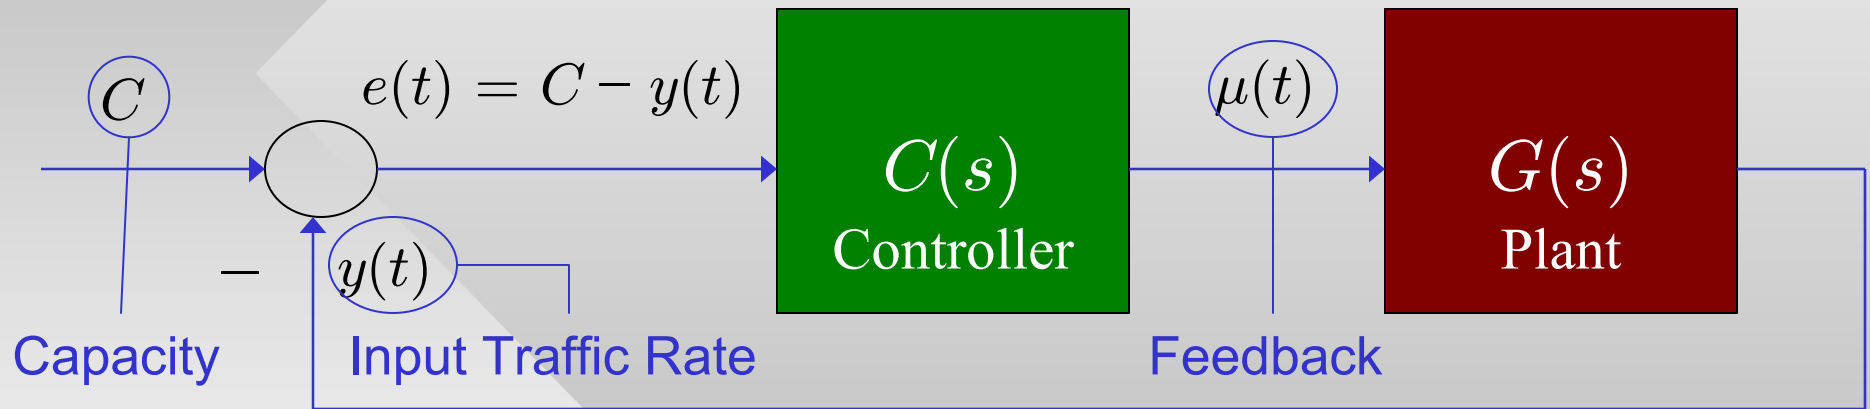 C
e(t) = C − y(t)
μ(t)
C(s)
Controller
G(s)
Plant
−
y(t)
Capacity
Input Traffic Rate
Feedback